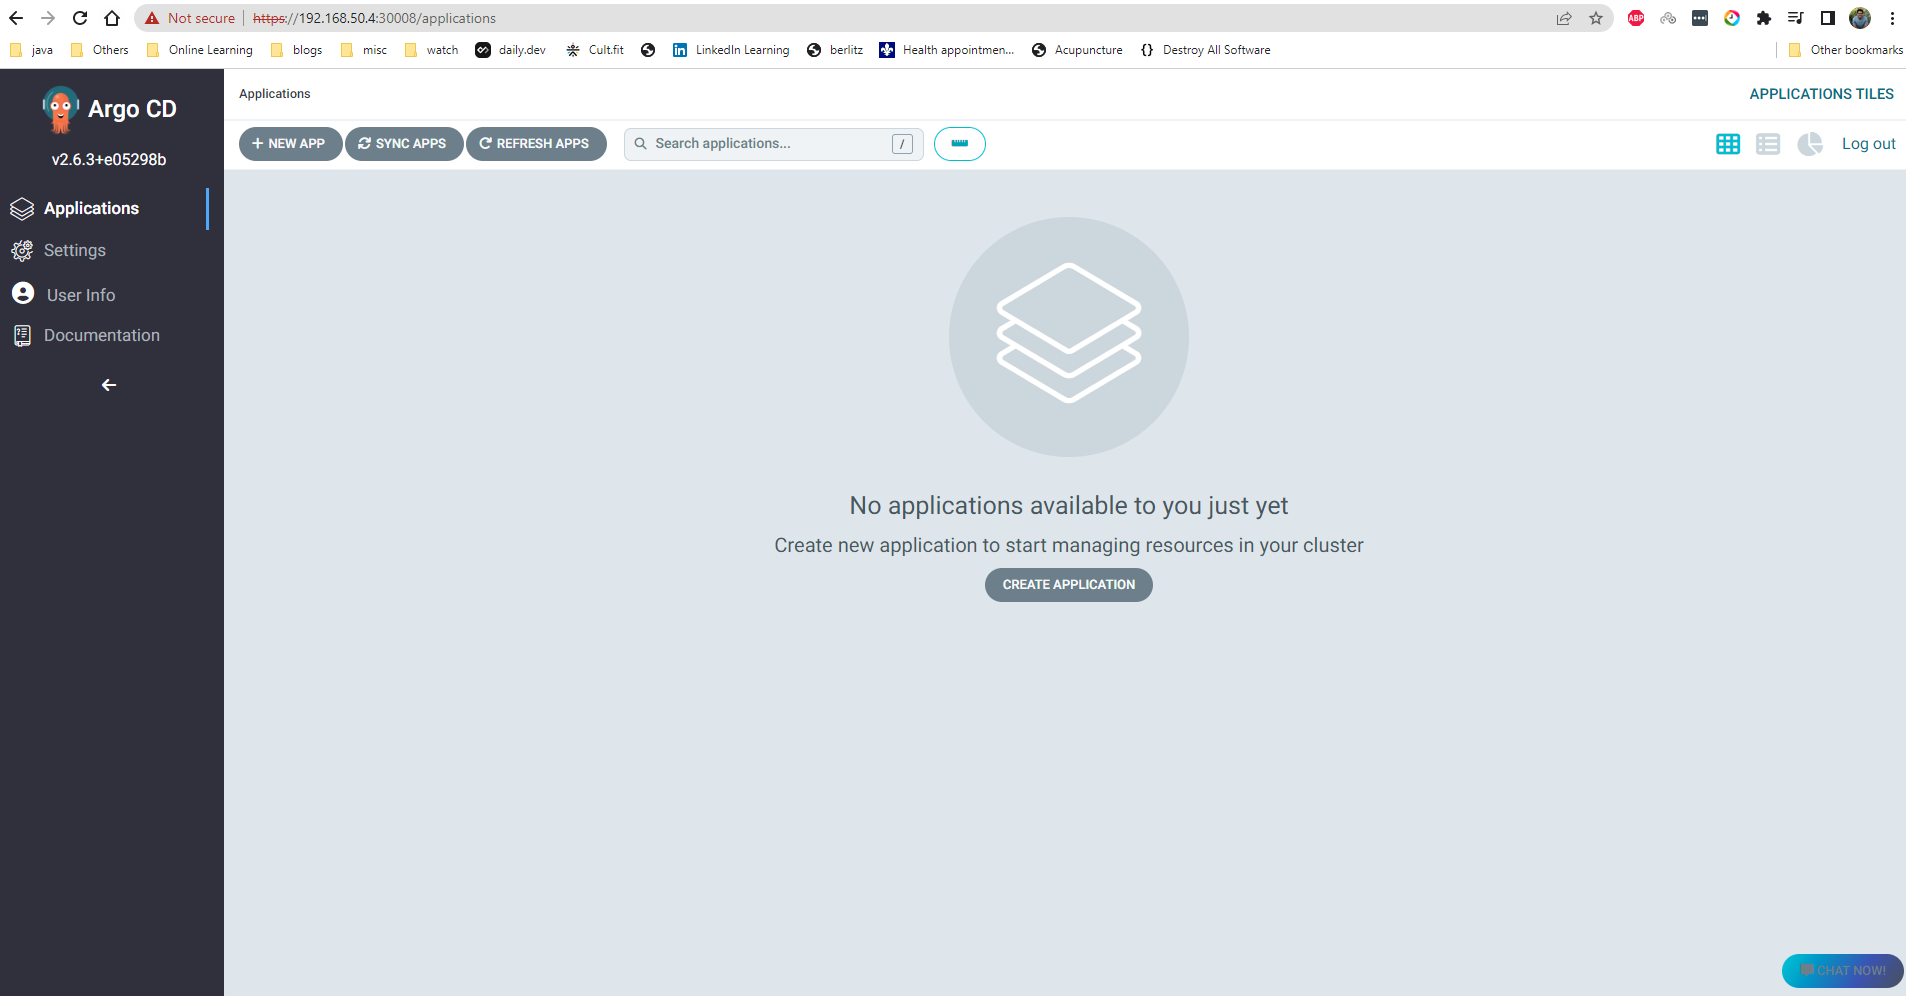 Not secure https://192.168.50.4:30008/applications ABP
java Others Online Learning blogs misc watch daily.dev Cult.fit LinkedIn Learning berlitz Health appointmen... Acupuncture Destroy All Software Other bookmarks
Argo CD
v2.6.3+e05298b
Applications
Settings
User Info
Documentation
Applications APPLICATIONS TILES
NEW APP SYNC APPS REFRESH APPS Search applications... / Log out
No applications available to you just yet
Create new application to start managing resources in your cluster
CREATE APPLICATION
CHAT NOW!